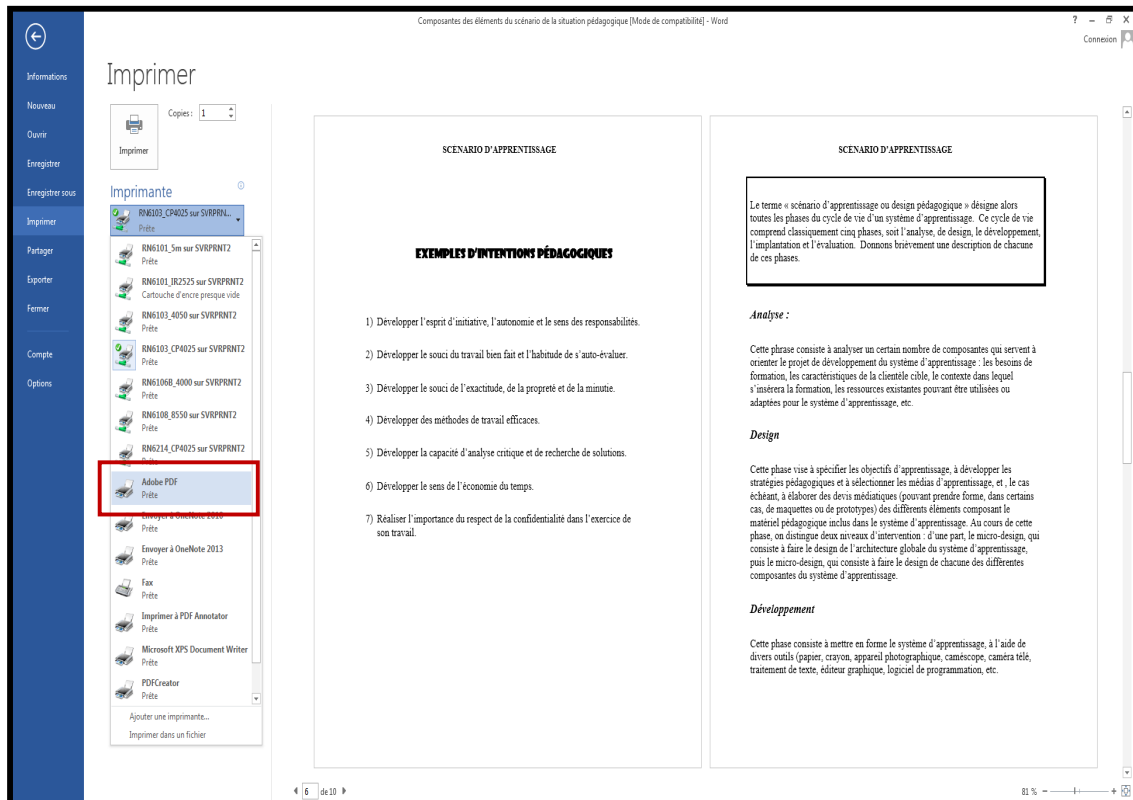 Composantes des éléments du scénario de la situation pédagogique [Mode de compatibilité] - Word
?
Connexion
Informations
Nouveau
Ouvrir
Enregistrer
Enregistrer sous
Imprimer
Partager
Exporter
Fermer
Compte
Options
Imprimer
Copies : 1
Imprimer
Imprimante
RN6103_CP4025 sur SVRPRN...
Prête
RN6101_5m sur SVRPRNT2
Prête
RN6101_IR2525 sur SVRPRNT2
Cartouche d'encre presque vide
RN6103_4050 sur SVRPRNT2
Prête
RN6103_CP4025 sur SVRPRNT2
Prête
RN6106B_4000 sur SVRPRNT2
Prête
RN6108_8550 sur SVRPRNT2
Prête
RN6214_CP4025 sur SVRPRNT2
Prête
Adobe PDF
Prête
Envoyer à OneNote 2010
Prête
Envoyer à OneNote 2013
Prête
Fax
Prête
Imprimer à PDF Annotator
Prête
Microsoft XPS Document Writer
Prête
PDFCreator
Prête
Ajouter une imprimante...
Imprimer dans un fichier
SCÉNARIO D'APPRENTISSAGE
EXEMPLES D'INTENTIONS PÉDAGOGIQUES
1) Développer l'esprit d'initiative, l'autonomie et le sens des responsabilités.
2) Développer le souci du travail bien fait et l'habitude de s'auto-évaluer.
3) Développer le souci de l'exactitude, de la propreté et de la minutie.
4) Développer des méthodes de travail efficaces.
5) Développer la capacité d'analyse critique et de recherche de solutions.
6) Développer le sens de l'économie du temps.
7) Réaliser l'importance du respect de la confidentialité dans l'exercice de
son travail.
SCÉNARIO D'APPRENTISSAGE
Le terme « scénario d'apprentissage ou design pédagogique » désigne alors
toutes les phases du cycle de vie d'un système d'apprentissage. Ce cycle de vie
comprend classiquement cinq phases, soit l'analyse, de design, le développement,
l'implantation et l'évaluation. Donnons brièvement une description de chacune
de ces phases.
Analyse :
Cette phrase consiste à analyser un certain nombre de composantes qui servent à
orienter le projet de développement du système d'apprentissage : les besoins de
formation, les caractéristiques de la clientèle cible, le contexte dans lequel
s'insérera la formation, les ressources existantes pouvant être utilisées ou
adaptées pour le système d'apprentissage, etc.
Design
Cette phase vise à spécifier les objectifs d'apprentissage, à développer les
stratégies pédagogiques et à sélectionner les médias d'apprentissage, et , le cas
échéant, à élaborer des devis médiatiques (pouvant prendre forme, dans certains
cas, de maquettes ou de prototypes) des différents éléments composant le
matériel pédagogique inclus dans le système d'apprentissage. Au cours de cette
phase, on distingue deux niveaux d'intervention : d'une part, le micro-design, qui
consiste à faire le design de l'architecture globale du système d'apprentissage,
puis le micro-design, qui consiste à faire le design de chacune des différentes
composantes du système d'apprentissage.
Développement
Cette phase consiste à mettre en forme le système d'apprentissage, à l'aide de
divers outils (papier, crayon, appareil photographique, caméscope, caméra télé,
traitement de texte, éditeur graphique, logiciel de programmation, etc.
6 de 10
81 %